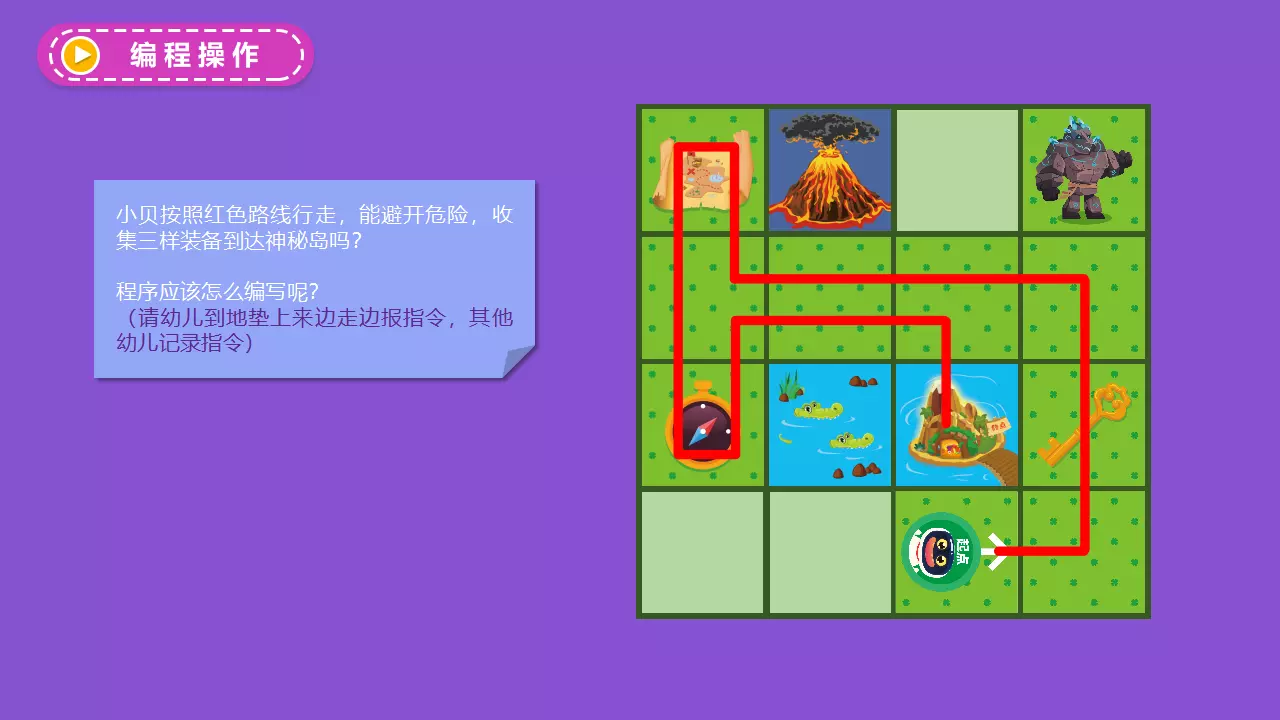 编程操作
小贝按照红色路线行走，能避开危险，收
集三样装备到达神秘岛吗？
程序应该怎么编写呢？
（请幼儿到地垫上来边走边报指令，其他
幼儿记录指令）
终点
起点